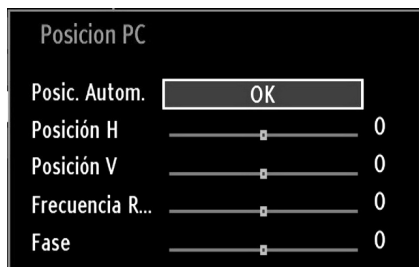 Posicion PC
Posic. Autom. OK
Posición H 0
Posición V 0
Frecuencia R... 0
Fase 0